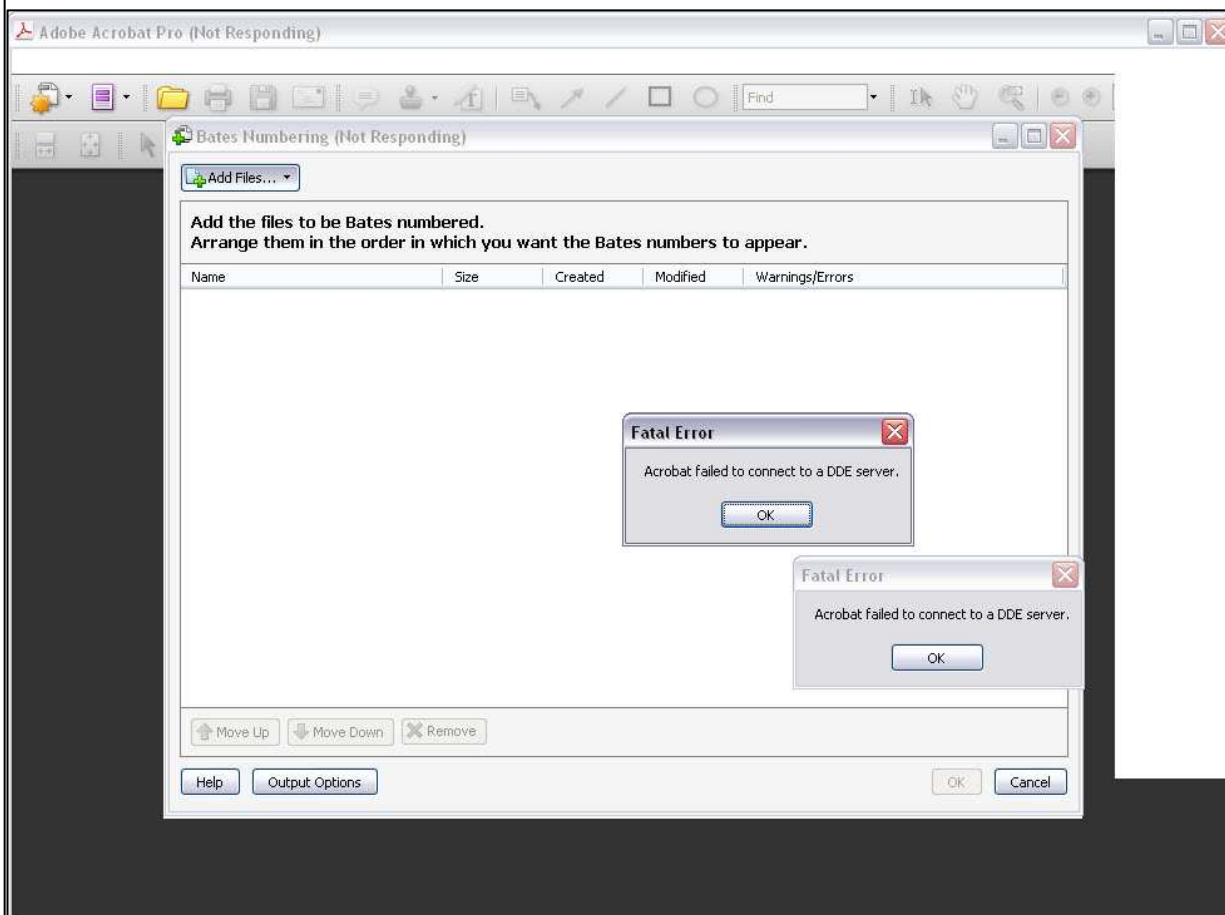 Adobe Acrobat Pro (Not Responding)
Find
Bates Numbering (Not Responding)
Add Files...
Add the files to be Bates numbered.
Arrange them in the order in which you want the Bates numbers to appear.
Name Size Created Modified Warnings/Errors
Fatal Error
Acrobat failed to connect to a DDE server.
OK
Fatal Error
Acrobat failed to connect to a DDE server.
OK
Move Up Move Down Remove
Help Output Options OK Cancel